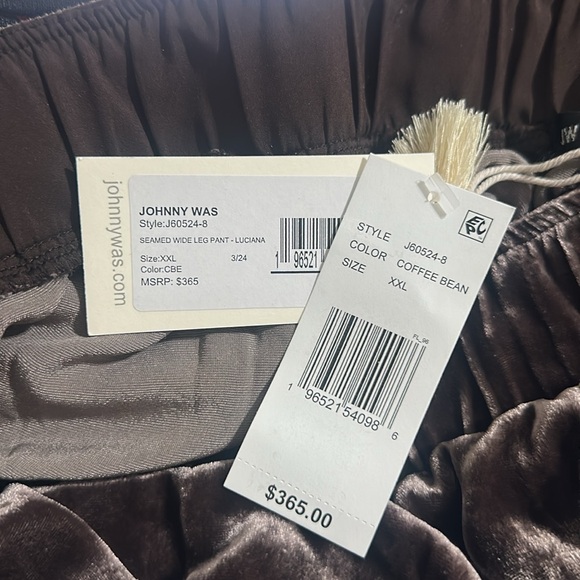 johnnywas.com
JOHNNY WAS
Style:J60524-8
SEAMED WIDE LEG PANT - LUCIANA
Size:XXL 3/24
Color:CBE
MSRP: $365
1 96521
STYLE J60524-8
COLOR COFFEE BEAN
SIZE XXL
FL_96
1 96521 54098 6
$365.00